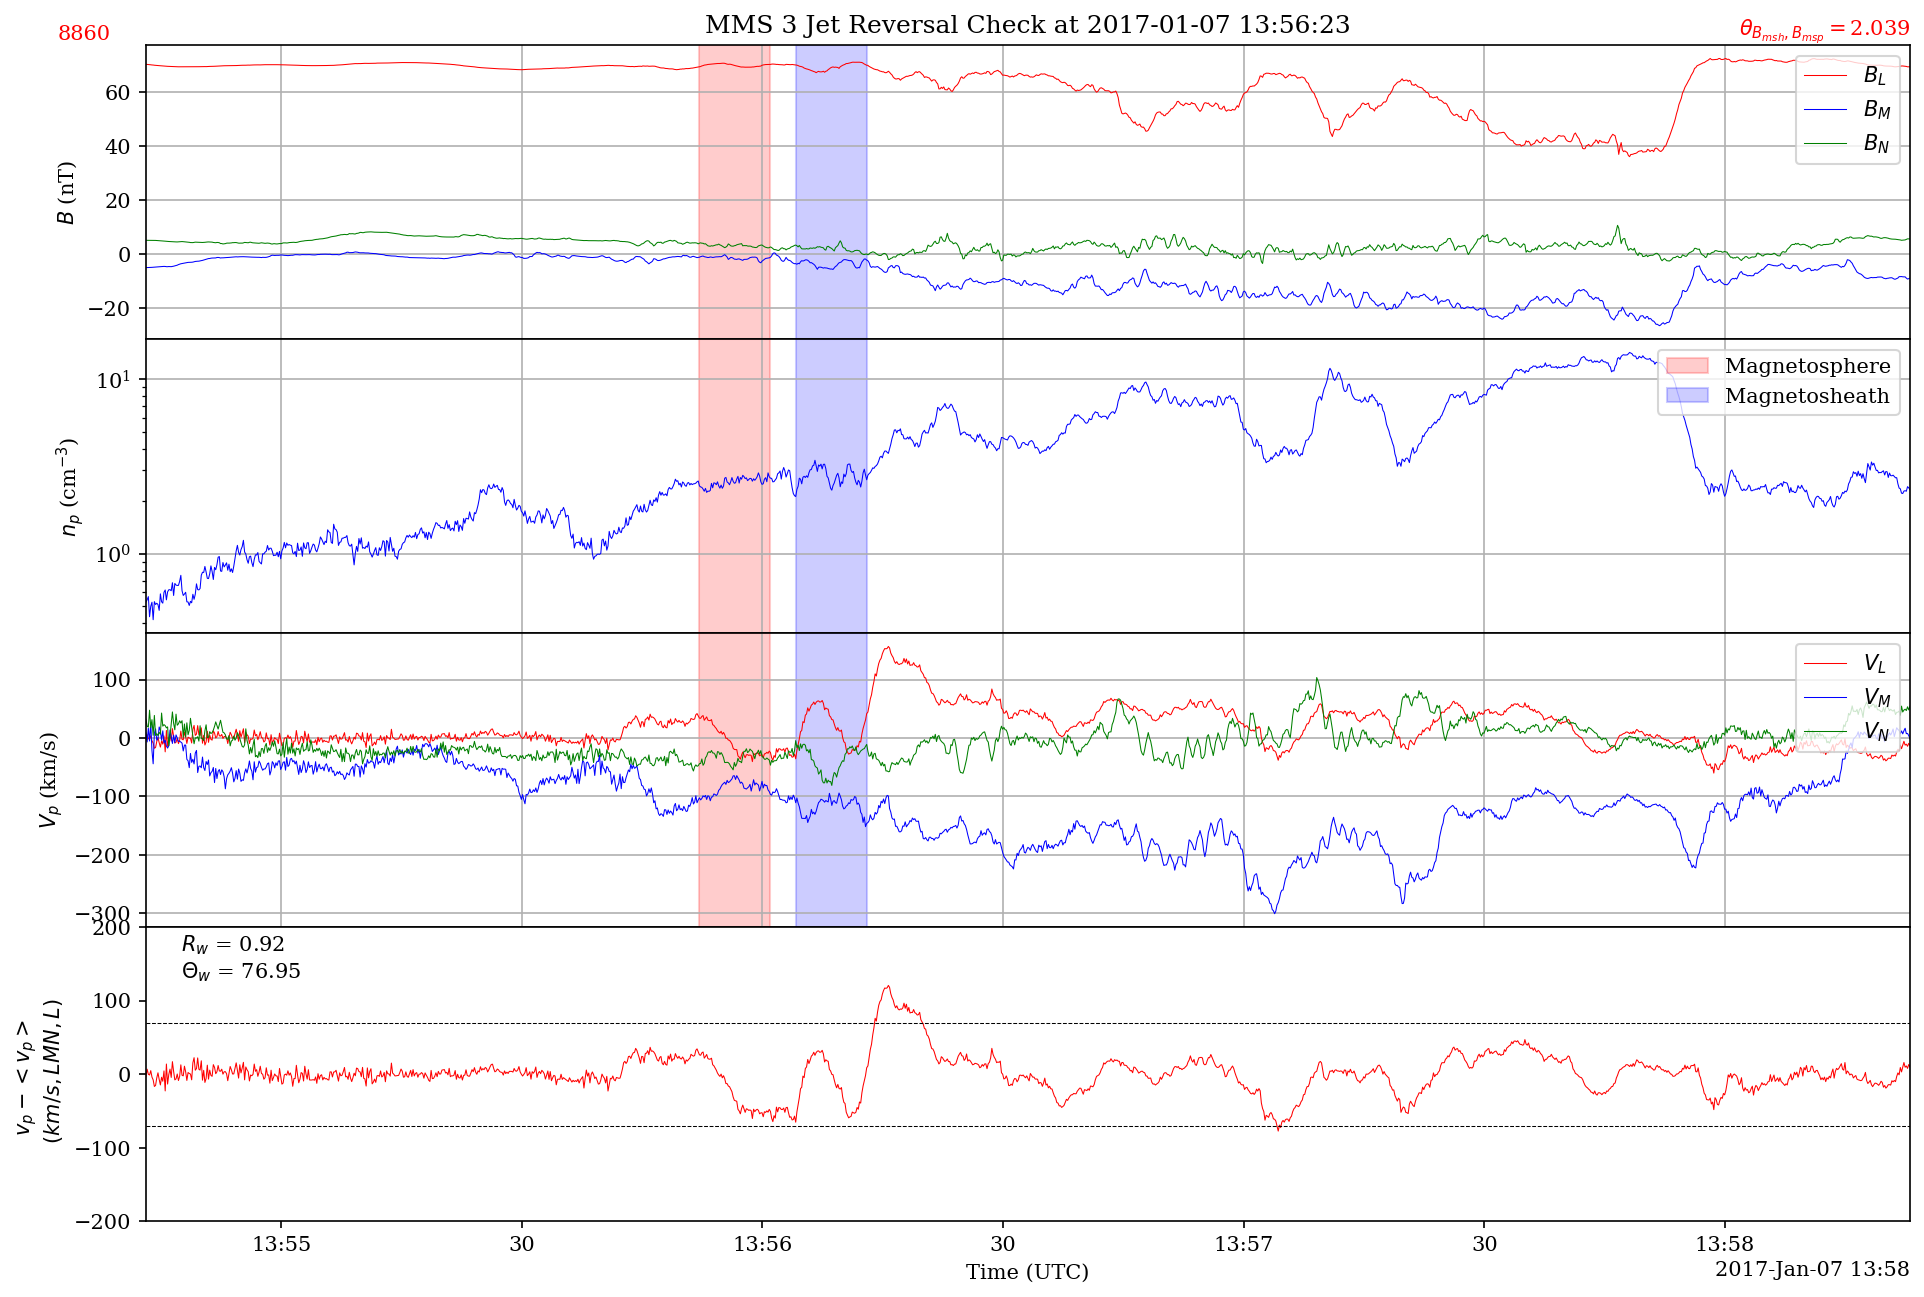 MMS 3 Jet Reversal Check at 2017-01-07 13:56:23
8860
θ_{B_{msh}, B_{msp}} = 2.039
60
40
20
0
−20
B (nT)
B_L
B_M
B_N
10^1
10^0
n_p (cm^{−3})
Magnetosphere
Magnetosheath
100
0
−100
−200
−300
V_p (km/s)
V_L
V_M
V_N
200
100
0
−100
−200
v_p − <v_p>
(km/s, LMN, L)
R_w = 0.92
Θ_w = 76.95
13:55 30 13:56 30 13:57 30 13:58
Time (UTC)
2017-Jan-07 13:58